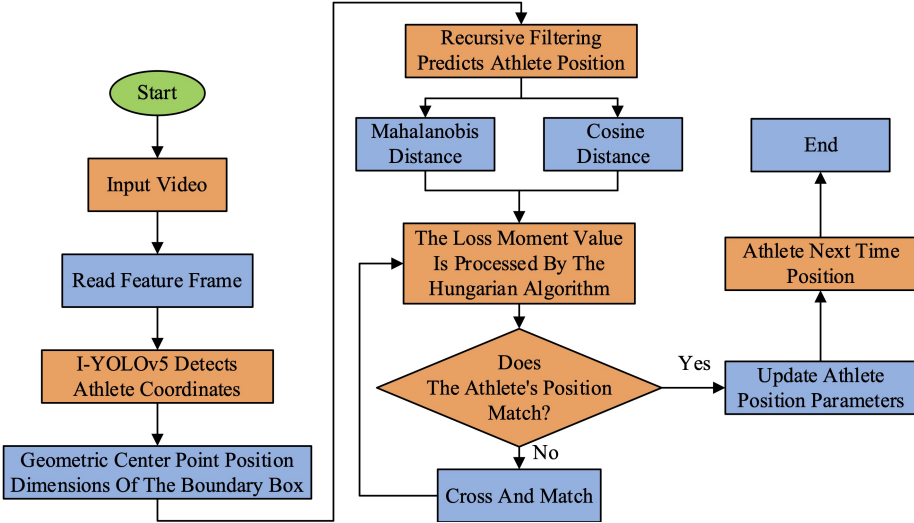 Start
Input Video
Read Feature Frame
I-YOLOv5 Detects
Athlete Coordinates
Geometric Center Point Position
Dimensions Of The Boundary Box
Recursive Filtering
Predicts Athlete Position
Mahalanobis
Distance
Cosine
Distance
The Loss Moment Value
Is Processed By The
Hungarian Algorithm
Does
The Athlete's Position
Match?
No
Cross And Match
Yes
Update Athlete
Position Parameters
Athlete Next Time
Position
End